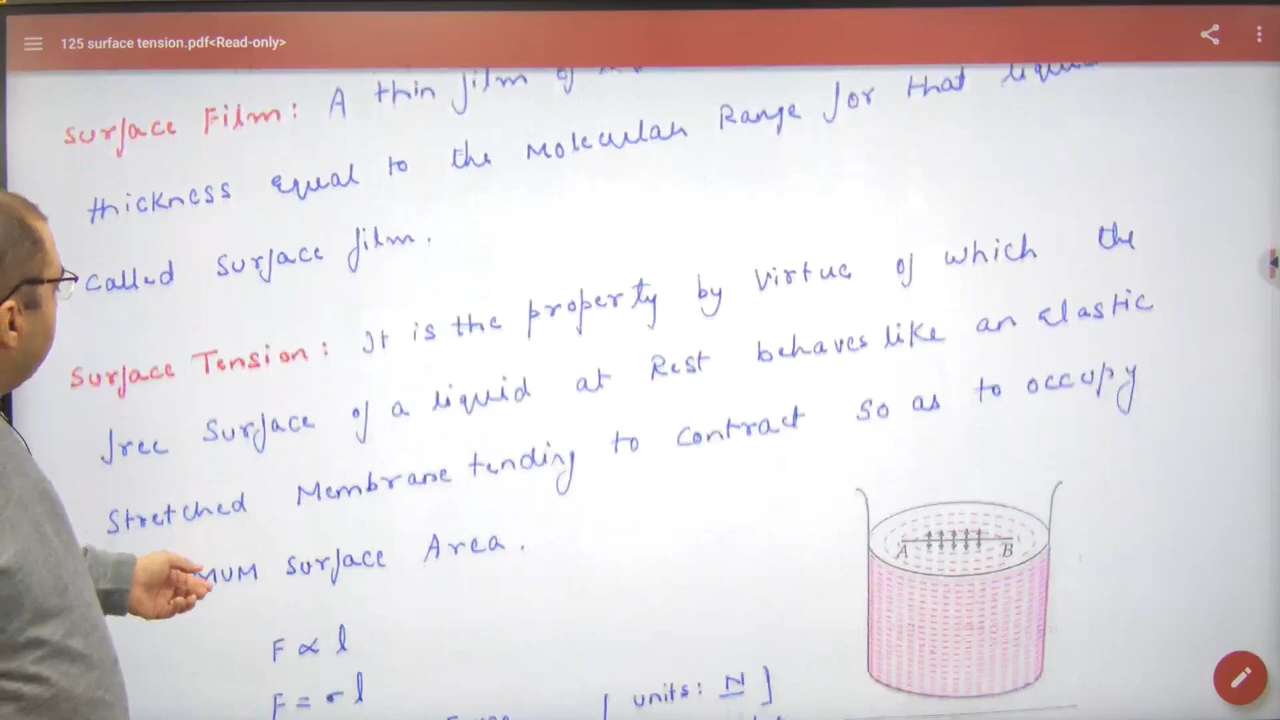 125 surface tension.pdf<Read-only>
Surface Film: A thin film of
thickness equal to the Molecular Range for that liquid
called surface film.
Surface Tension: It is the property by virtue of which the
free surface of a liquid at Rest behaves like an elastic
stretched Membrane tending to contract so as to occupy
MUM surface Area.
A B
F ∝ l
F = σ l
[ units: N ]